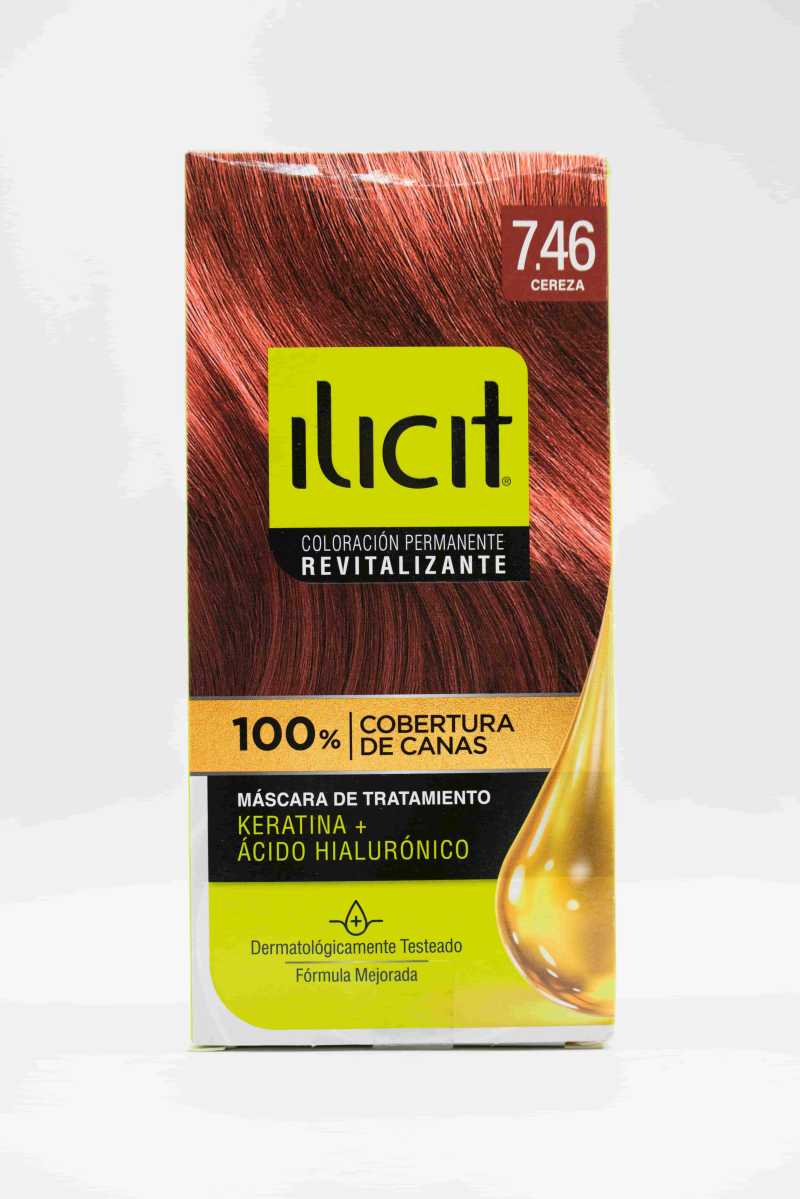 7.46
CEREZA
ilicit®
COLORACIÓN PERMANENTE
REVITALIZANTE
100% COBERTURA
DE CANAS
MÁSCARA DE TRATAMIENTO
KERATINA +
ÁCIDO HIALURÓNICO
Dermatológicamente Testeado
Fórmula Mejorada